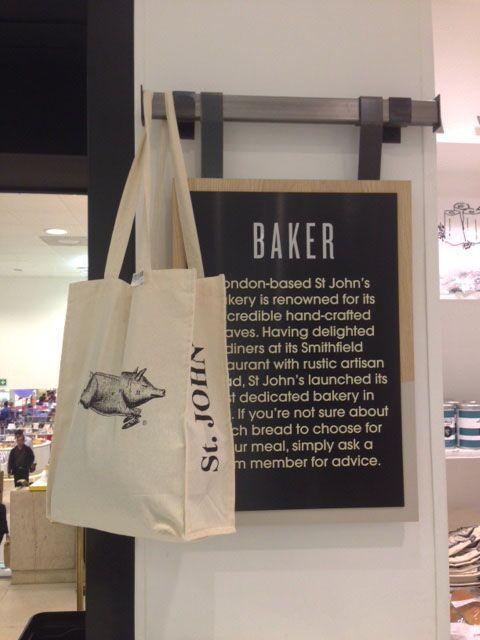 BAKER
ondon-based St John's
kery is renowned for its
credible hand-crafted
aves. Having delighted
diners at its Smithfield
aurant with rustic artisan
ad, St John's launched its
st dedicated bakery in
. If you're not sure about
ch bread to choose for
ur meal, simply ask a
m member for advice.
St. JOHN